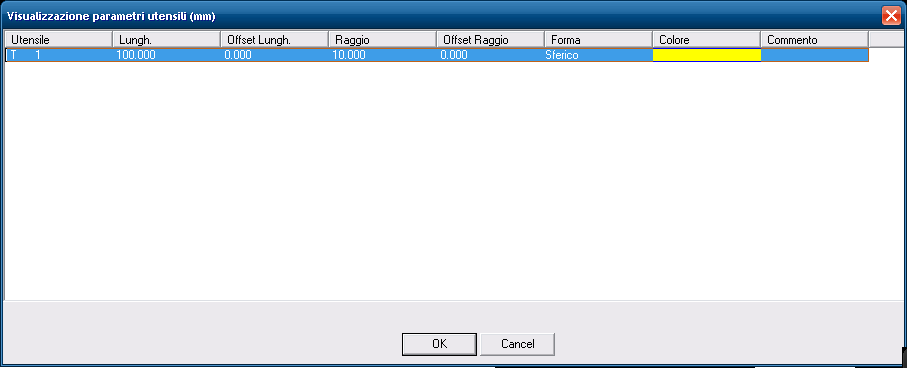 Visualizzazione parametri utensili (mm)
Utensile Lungh. Offset Lungh. Raggio Offset Raggio Forma Colore Commento
T 1 100.000 0.000 10.000 0.000 Sferico
OK Cancel